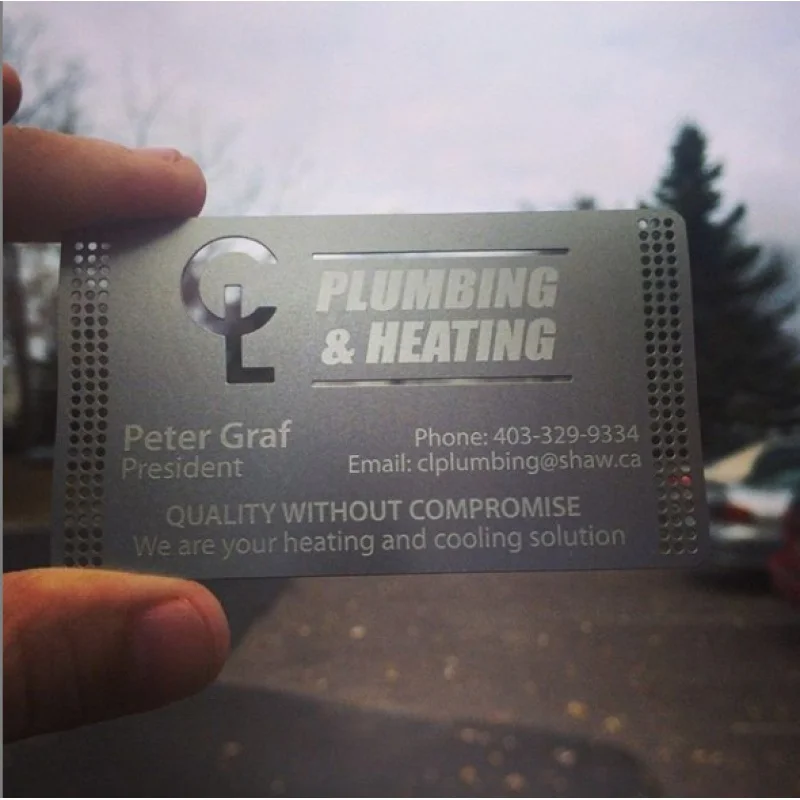 CL
PLUMBING
& HEATING
Peter Graf
President
Phone: 403-329-9334
Email: clplumbing@shaw.ca
QUALITY WITHOUT COMPROMISE
We are your heating and cooling solution